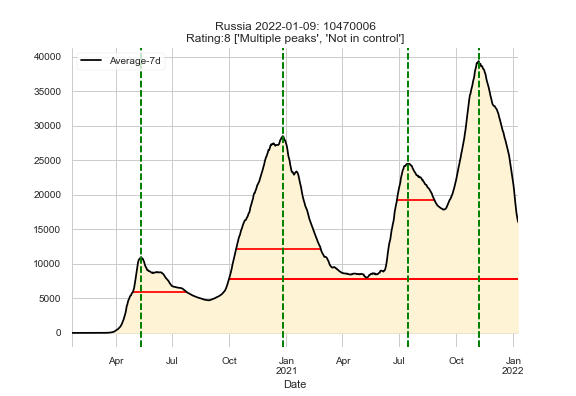 Russia 2022-01-09: 10470006
Rating:8 ['Multiple peaks', 'Not in control']
Average-7d
40000
35000
30000
25000
20000
15000
10000
5000
0
Apr Jul Oct Jan Apr Jul Oct Jan
2021 2022
Date